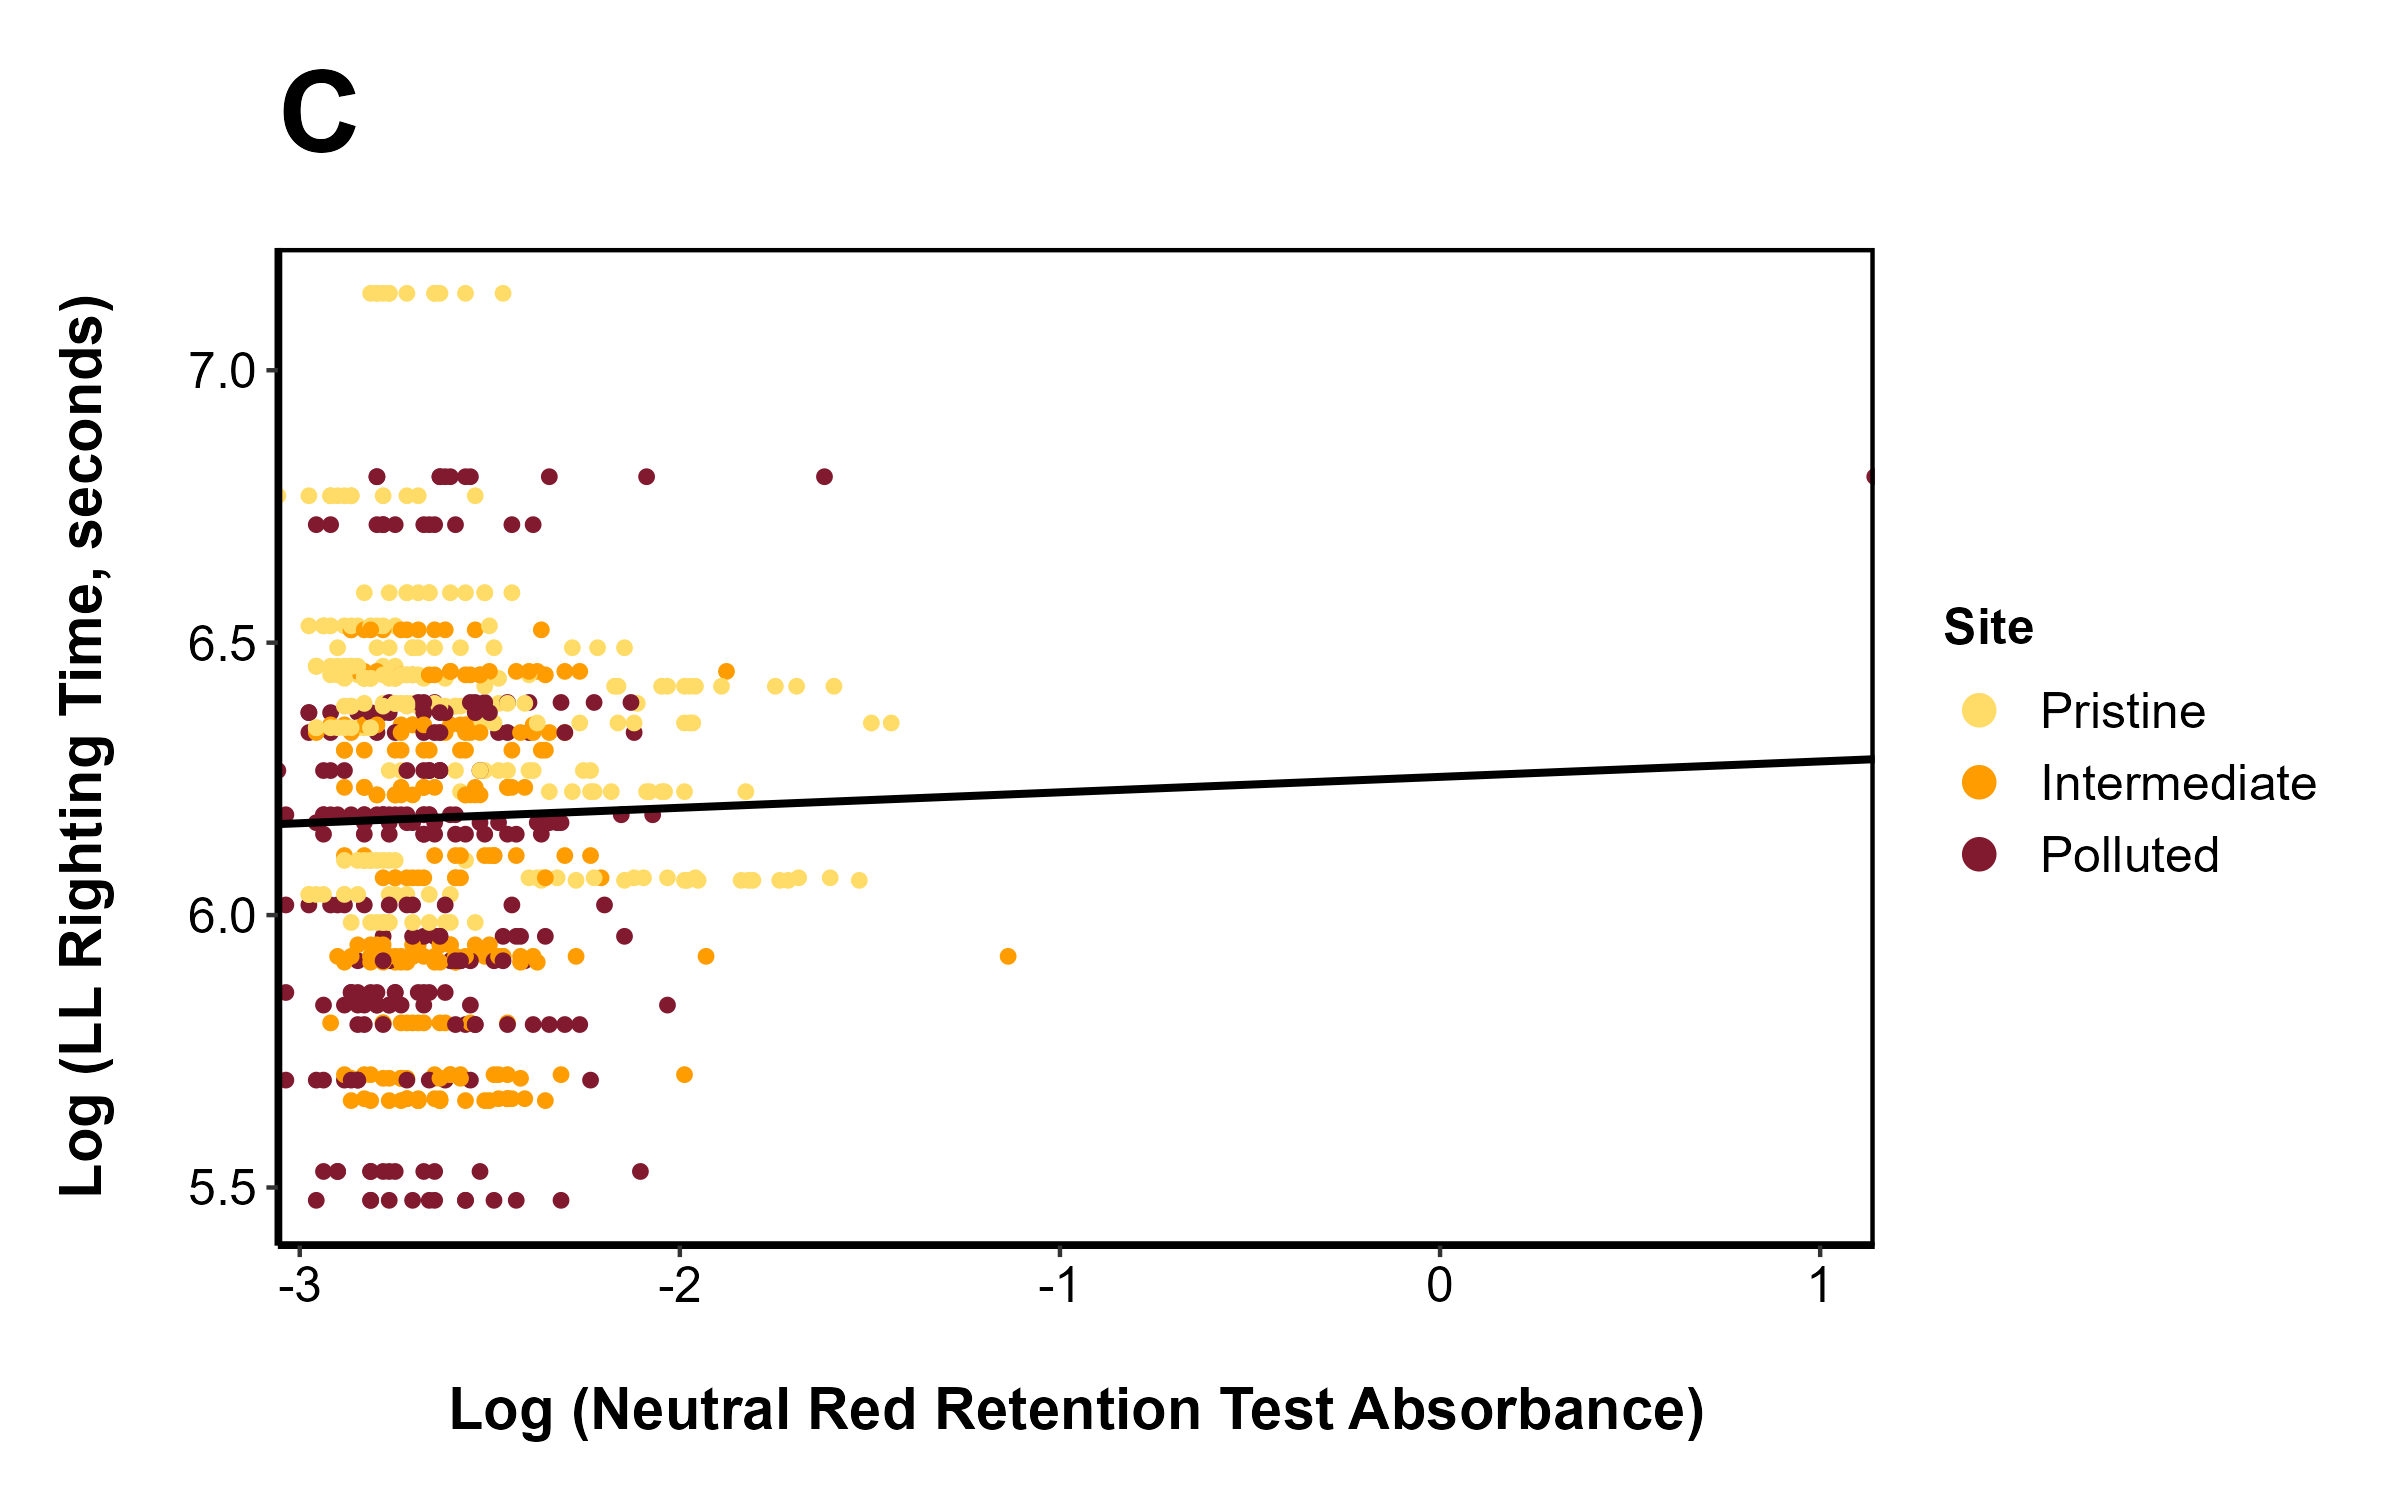 C
Log (LL Righting Time, seconds)
7.0
6.5
6.0
5.5
-3
-2
-1
0
1
Log (Neutral Red Retention Test Absorbance)
Site
Pristine
Intermediate
Polluted